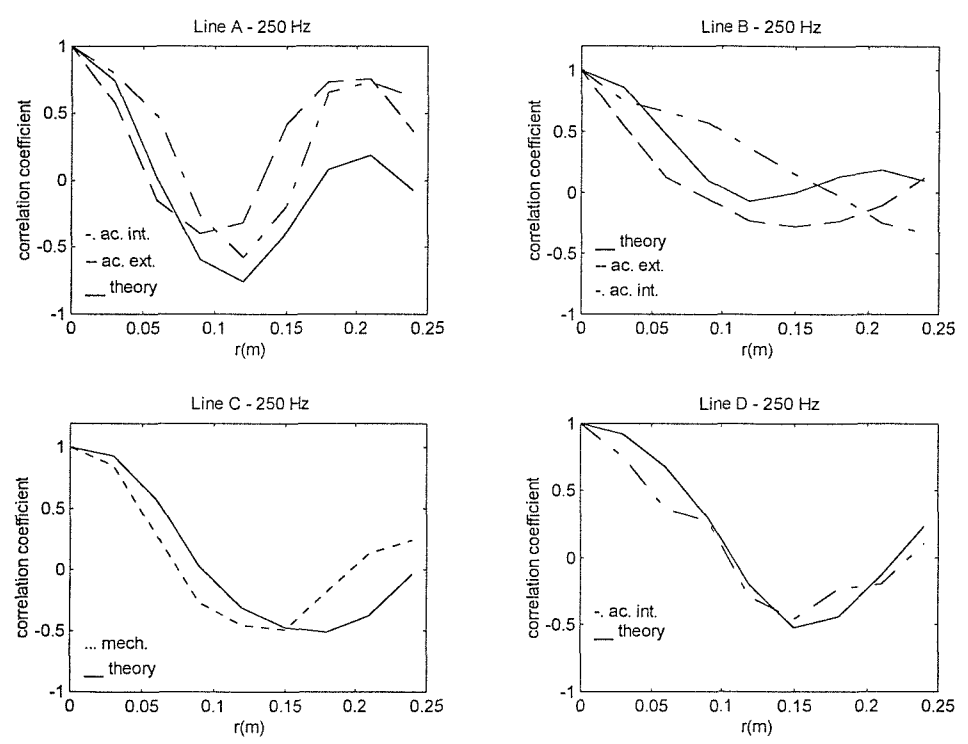 Line A - 250 Hz
1
0.5
0
-0.5
-1
correlation coefficient
-. ac. int.
-- ac. ext.
__ theory
0 0.05 0.1 0.15 0.2 0.25
r(m)
Line B - 250 Hz
1
0.5
0
-0.5
-1
correlation coefficient
__ theory
-- ac. ext.
-. ac. int.
0 0.05 0.1 0.15 0.2 0.25
r(m)
Line C - 250 Hz
1
0.5
0
-0.5
-1
correlation coefficient
... mech.
__ theory
0 0.05 0.1 0.15 0.2 0.25
r(m)
Line D - 250 Hz
1
0.5
0
-0.5
-1
correlation coefficient
-. ac. int.
__ theory
0 0.05 0.1 0.15 0.2 0.25
r(m)